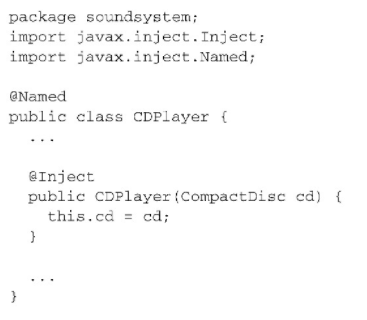 package soundsystem;
import javax.inject.Inject;
import javax.inject.Named;

@Named
public class CDPlayer {
  ...

  @Inject
  public CDPlayer(CompactDisc cd) {
    this.cd = cd;
  }

  ...
}